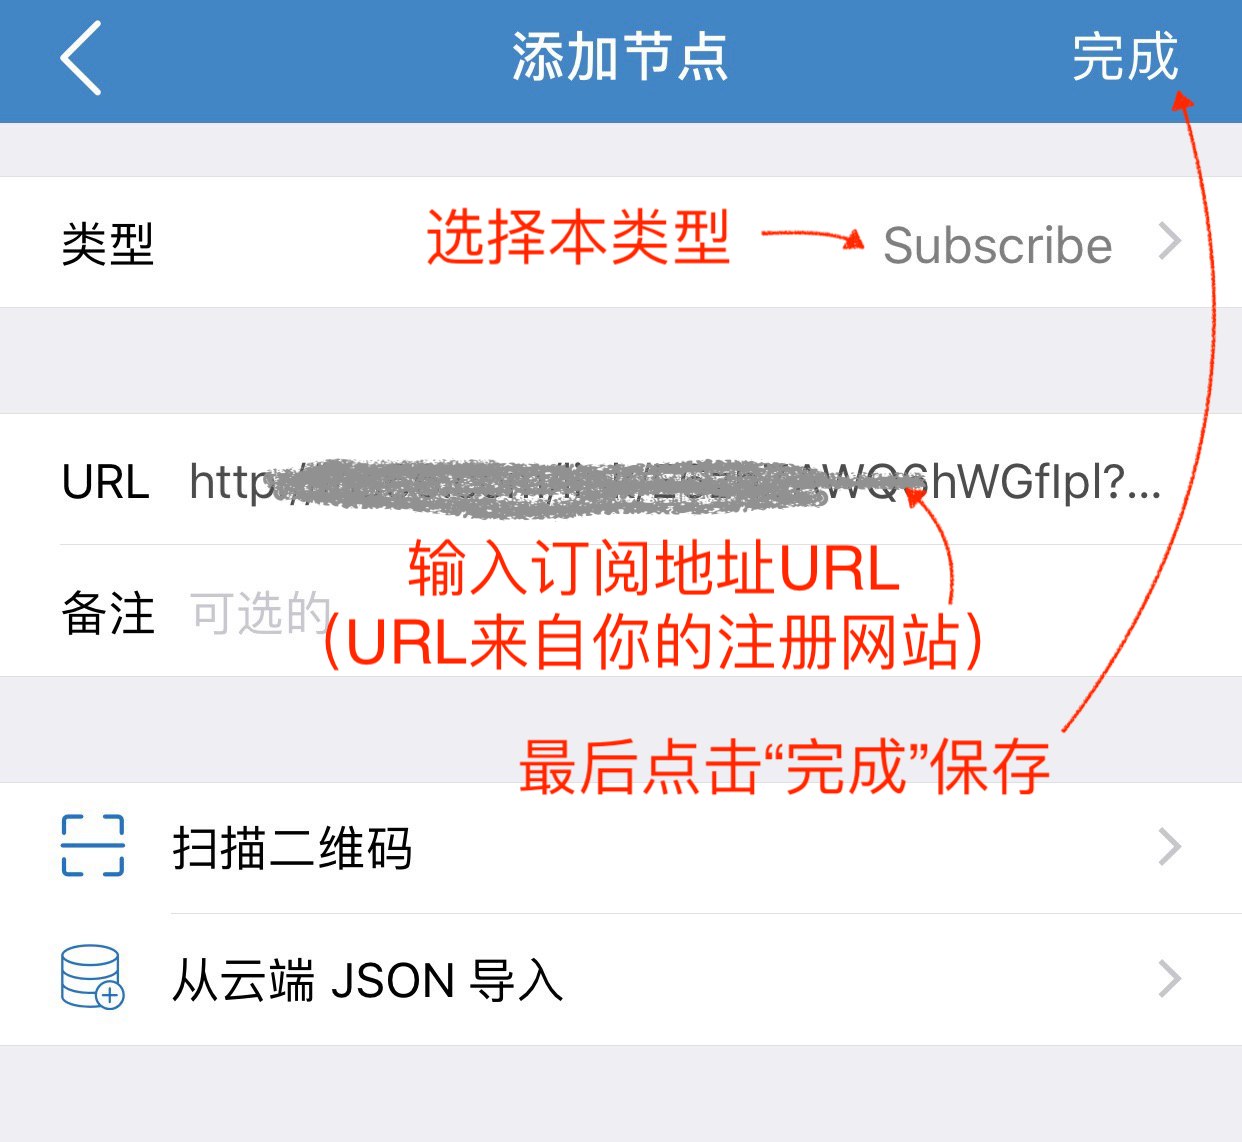 添加节点
完成
类型
选择本类型
Subscribe
URL
http
hWGflpl?...
输入订阅地址URL
备注
可选的
（URL来自你的注册网站）
最后点击“完成”保存
扫描二维码
从云端 JSON 导入